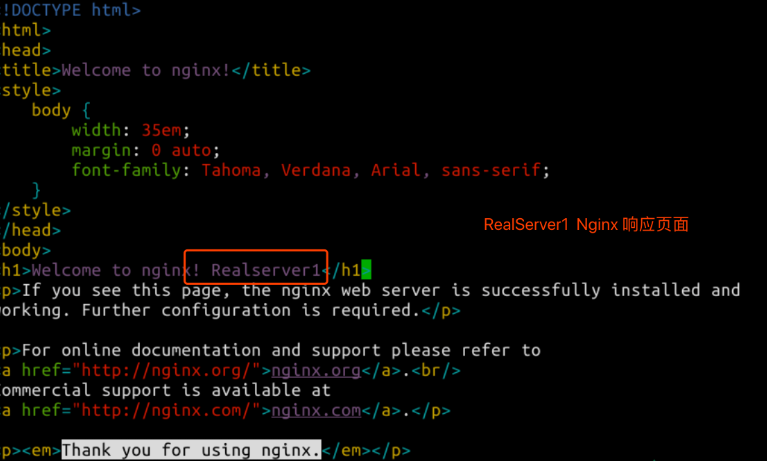 <!DOCTYPE html>
html>
head>
title>Welcome to nginx!</title>
style>
body {
width: 35em;
margin: 0 auto;
font-family: Tahoma, Verdana, Arial, sans-serif;
}
/style>
/head>
RealServer1 Nginx 响应页面
body>
h1>Welcome to nginx! Realserver1</h1>
p>If you see this page, the nginx web server is successfully installed and
working. Further configuration is required.</p>
p>For online documentation and support please refer to
a href="http://nginx.org/">nginx.org</a>.<br/>
Commercial support is available at
a href="http://nginx.com/">nginx.com</a>.</p>
p><em>Thank you for using nginx.</em></p>